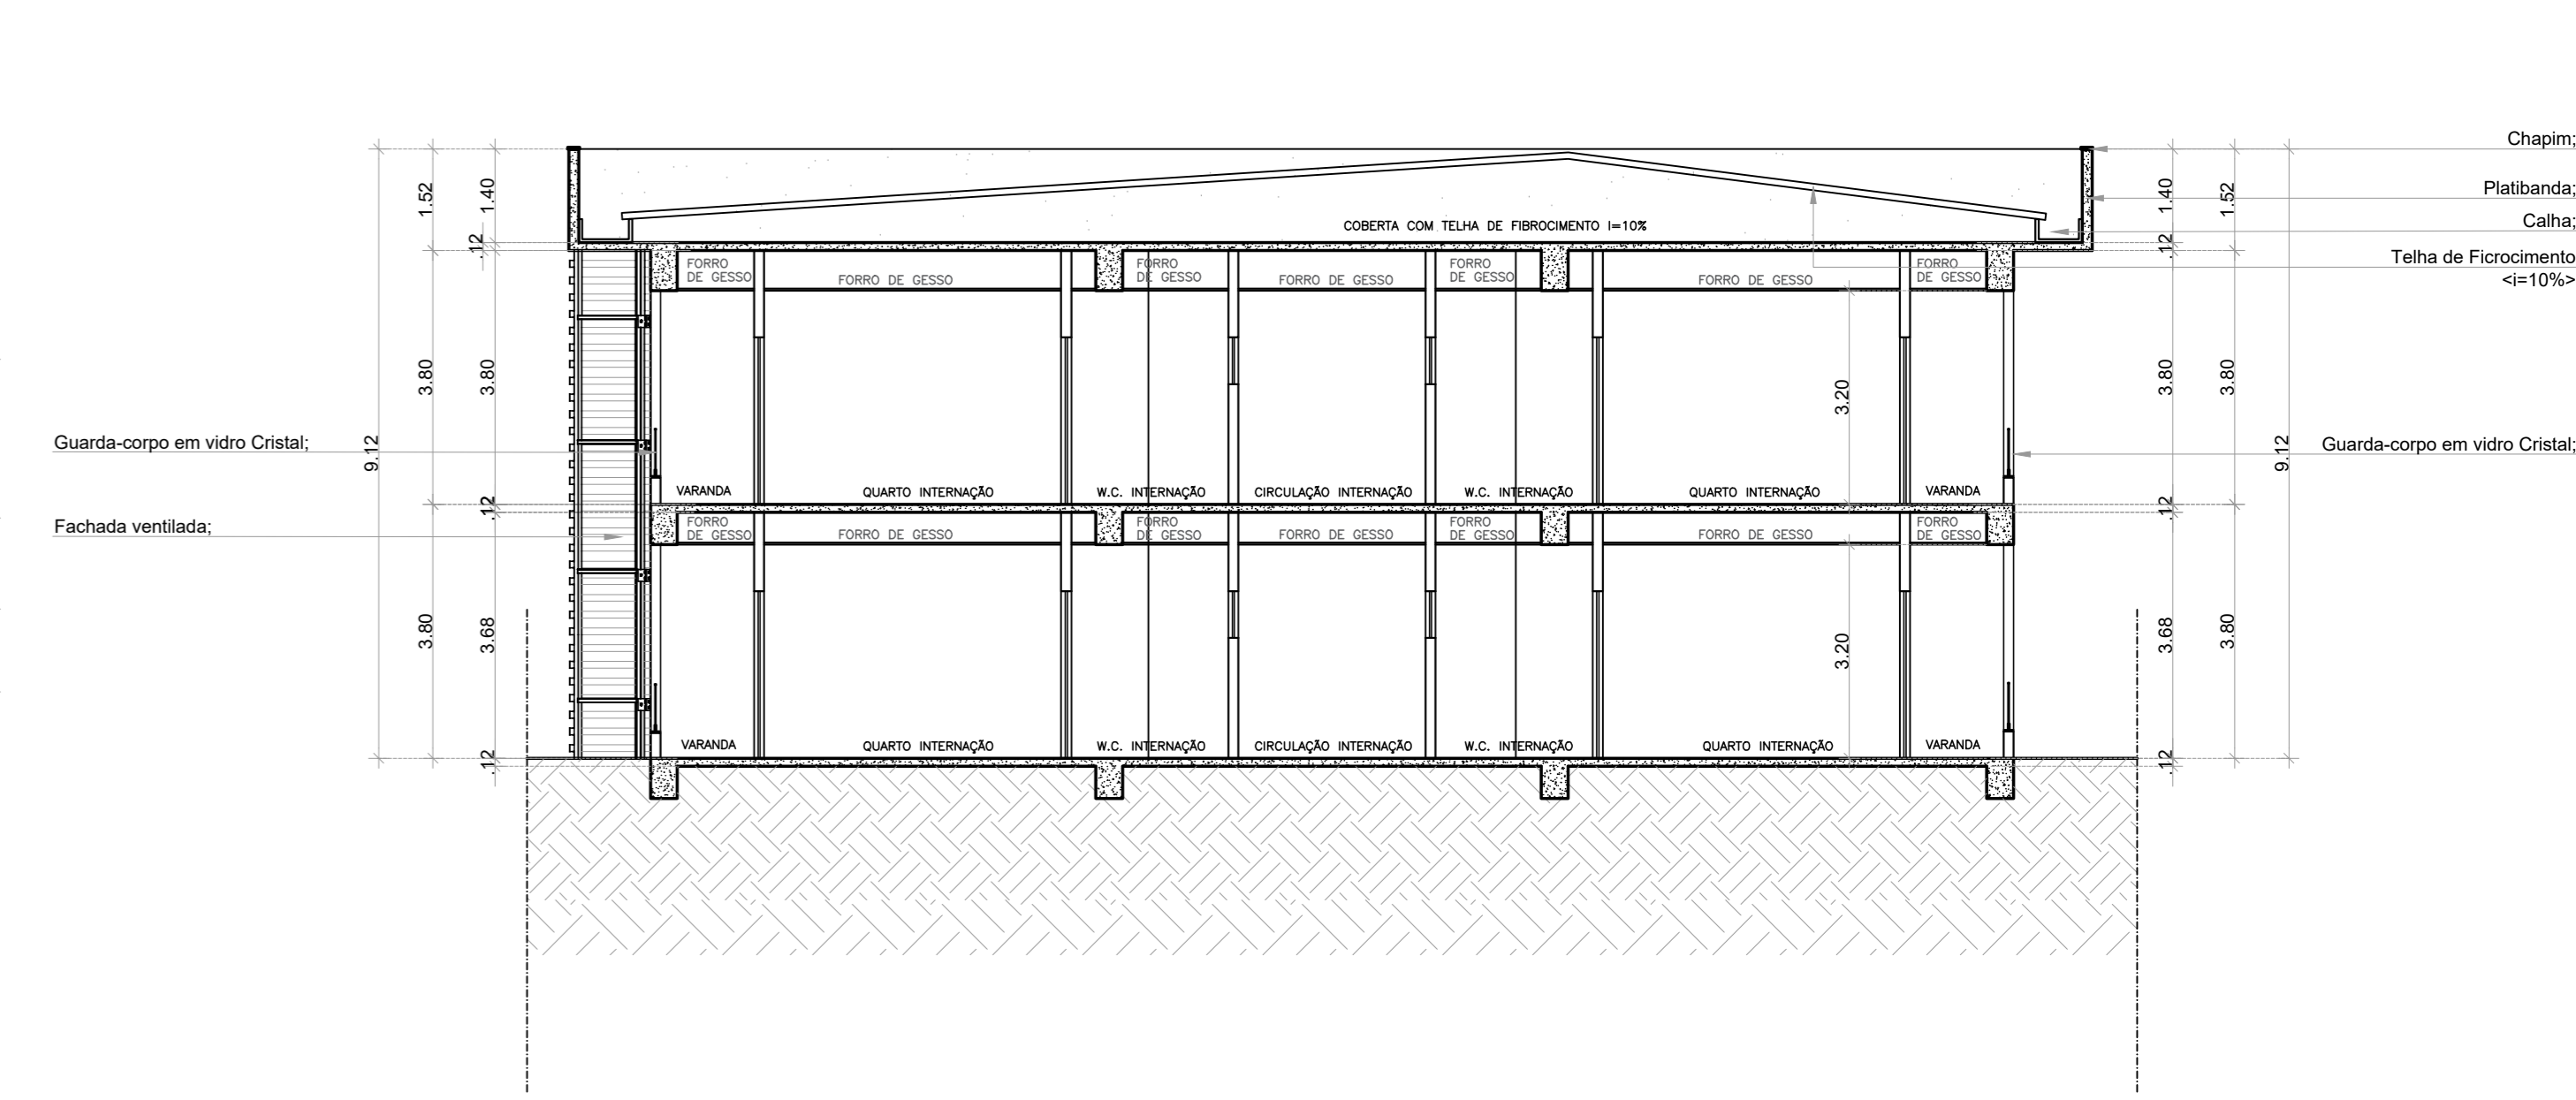 Chapim;
1.52
1.40
1.40
1.52
Platibanda;
Calha;
COBERTA COM TELHA DE FIBROCIMENTO I=10%
.12
.12
Telha de Ficrocimento
<i=10%>
FORRO
DE GESSO
FORRO DE GESSO
FORRO
DE GESSO
FORRO DE GESSO
FORRO
DE GESSO
FORRO DE GESSO
FORRO
DE GESSO
3.80
3.80
3.20
3.80
3.80
Guarda-corpo em vidro Cristal;
9.12
9.12
Guarda-corpo em vidro Cristal;
VARANDA
QUARTO INTERNAÇÃO
W.C. INTERNAÇÃO
CIRCULAÇÃO INTERNAÇÃO
W.C. INTERNAÇÃO
QUARTO INTERNAÇÃO
VARANDA
.12
.12
Fachada ventilada;
FORRO
DE GESSO
FORRO DE GESSO
FORRO
DE GESSO
FORRO DE GESSO
FORRO
DE GESSO
FORRO DE GESSO
FORRO
DE GESSO
3.80
3.68
3.20
3.68
3.80
VARANDA
QUARTO INTERNAÇÃO
W.C. INTERNAÇÃO
CIRCULAÇÃO INTERNAÇÃO
W.C. INTERNAÇÃO
QUARTO INTERNAÇÃO
VARANDA
.12
.12